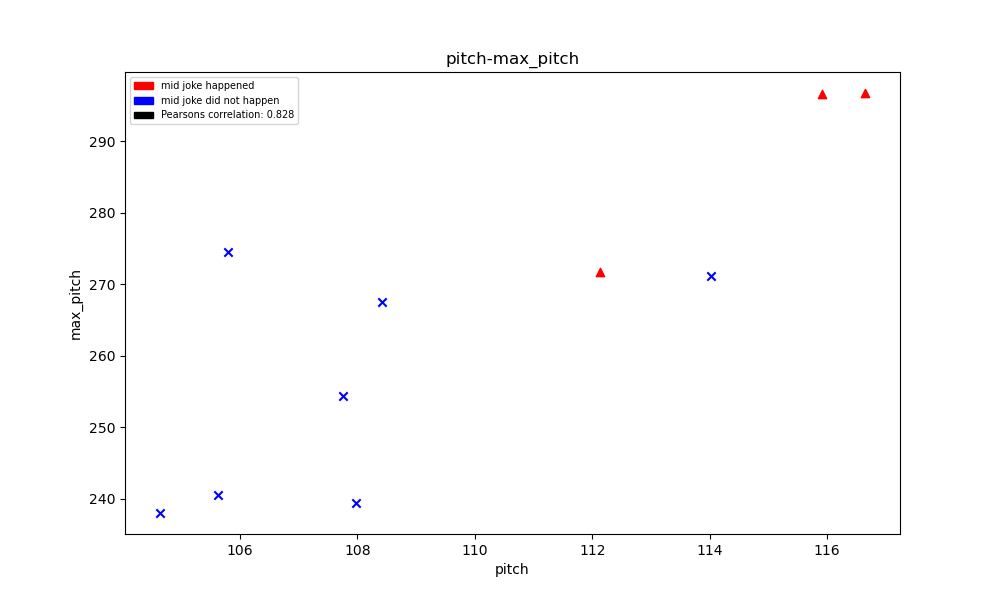 pitch-max_pitch
mid joke happened
mid joke did not happen
Pearsons correlation: 0.828
max_pitch
290
280
270
260
250
240
106 108 110 112 114 116
pitch